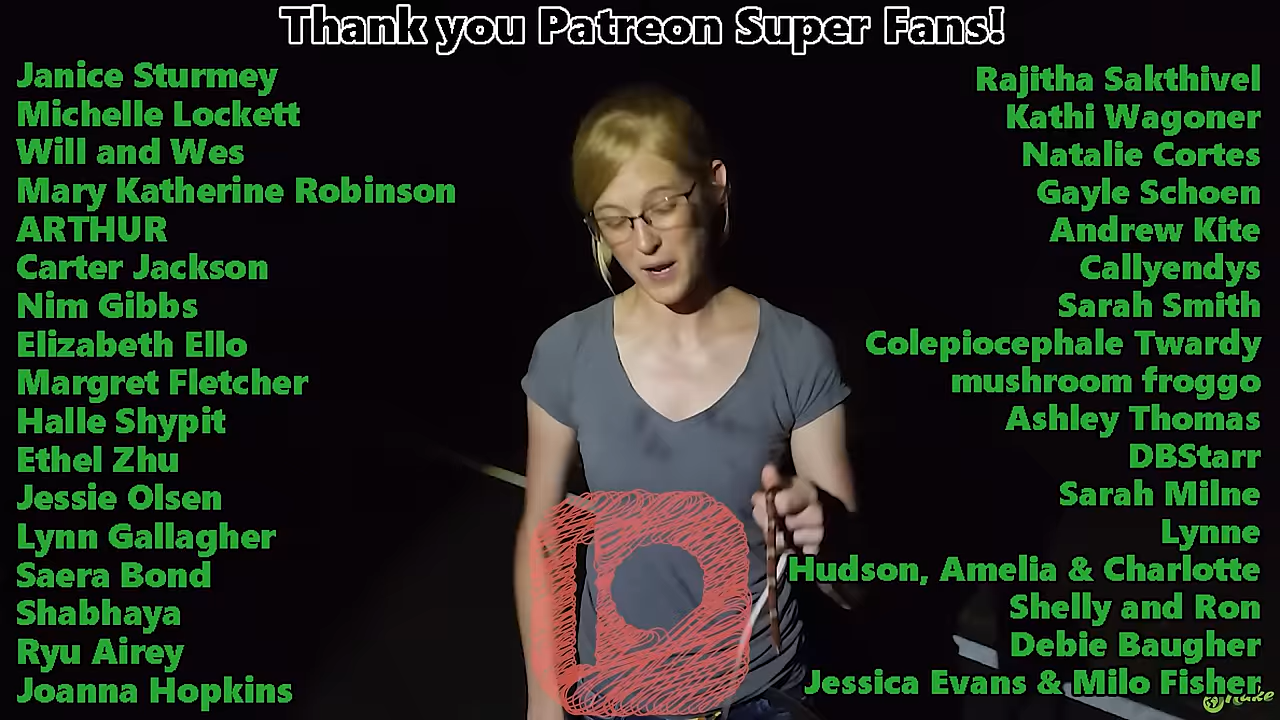 Thank you Patreon Super Fans!
Janice Sturmey
Michelle Lockett
Will and Wes
Mary Katherine Robinson
ARTHUR
Carter Jackson
Nim Gibbs
Elizabeth Ello
Margret Fletcher
Halle Shypit
Ethel Zhu
Jessie Olsen
Lynn Gallagher
Saera Bond
Shabhaya
Ryu Airey
Joanna Hopkins
Rajitha Sakthivel
Kathi Wagoner
Natalie Cortes
Gayle Schoen
Andrew Kite
Callyendys
Sarah Smith
Colepiocephale Twardy
mushroom froggo
Ashley Thomas
DBStarr
Sarah Milne
Lynne
Hudson, Amelia & Charlotte
Shelly and Ron
Debie Baugher
Jessica Evans & Milo Fisher